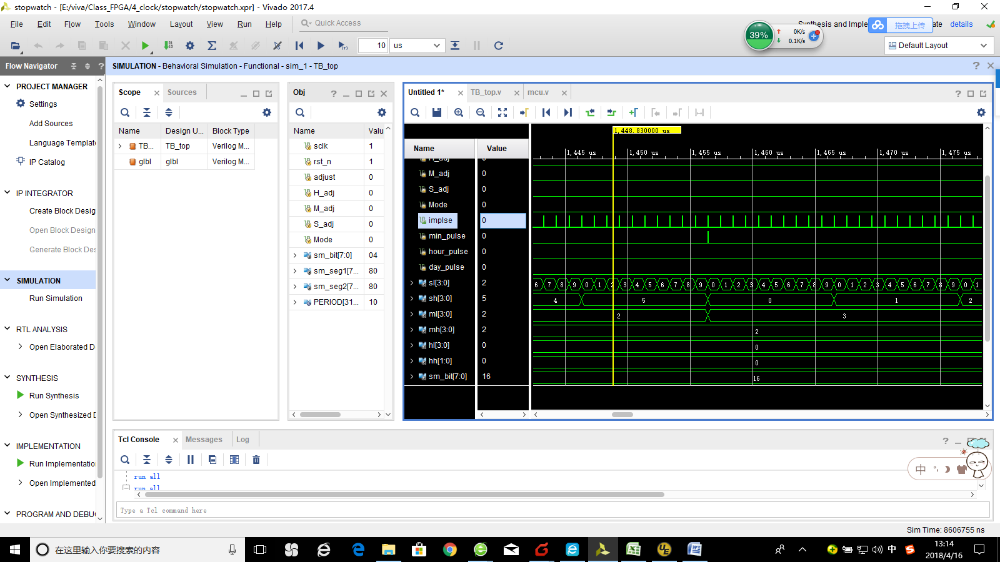 stopwatch - [E:/viva/Class_FPGA/4_clock/stopwatch/stopwatch.xpr] - Vivado 2017.4
File Edit Flow Tools Window Layout View Run Help Quick Access
Synthesis and Imple
ate details
39% 0K/s
0.1K/s
拖拽上传
10 us
Default Layout
Flow Navigator
SIMULATION - Behavioral Simulation - Functional - sim_1 - TB_top
PROJECT MANAGER
Settings
Add Sources
Language Templat
IP Catalog
IP INTEGRATOR
Create Block Desig
Open Block Design
Generate Block Des
SIMULATION
Run Simulation
RTL ANALYSIS
Open Elaborated D
SYNTHESIS
Run Synthesis
Open Synthesized D
IMPLEMENTATION
Run Implementatio
Open Implemented
PROGRAM AND DEBU
Scope Sources
Name Design U... Block Type
TB... TB_top Verilog M...
glbl glbl Verilog M...
Obj
Name Valu
sclk 1
rst_n 1
adjust 0
H_adj 0
M_adj 0
S_adj 0
Mode 0
sm_bit[7:0] 04
sm_seg1[7... 80
sm_seg2[7... 80
PERIOD[31... 10
Untitled 1* TB_top.v mcu.v
1,448.830000 us
1,445 us 1,450 us 1,455 us 1,460 us 1,465 us 1,470 us 1,475 us
Name Value
H_adj 0
M_adj 0
S_adj 0
Mode 0
implse 0
min_pulse 0
hour_pulse 0
day_pulse 0
sl[3:0] 2 6 7 8 9 0 1 2 3 4 5 6 7 8 9 0 1 2 3 4 5 6 7 8 9 0 1 2 3 4 5 6 7 8 9 0 1
sh[3:0] 5 4 5 0 1 2
ml[3:0] 2 2 3
mh[3:0] 2 2
hl[3:0] 0 0
hh[1:0] 0 0
sm_bit[7:0] 16 16
Tcl Console Messages Log
run all
run all
Type a Tcl command here
中
Sim Time: 8606755 ns
在这里输入你要搜索的内容
中
13:14
2018/4/16